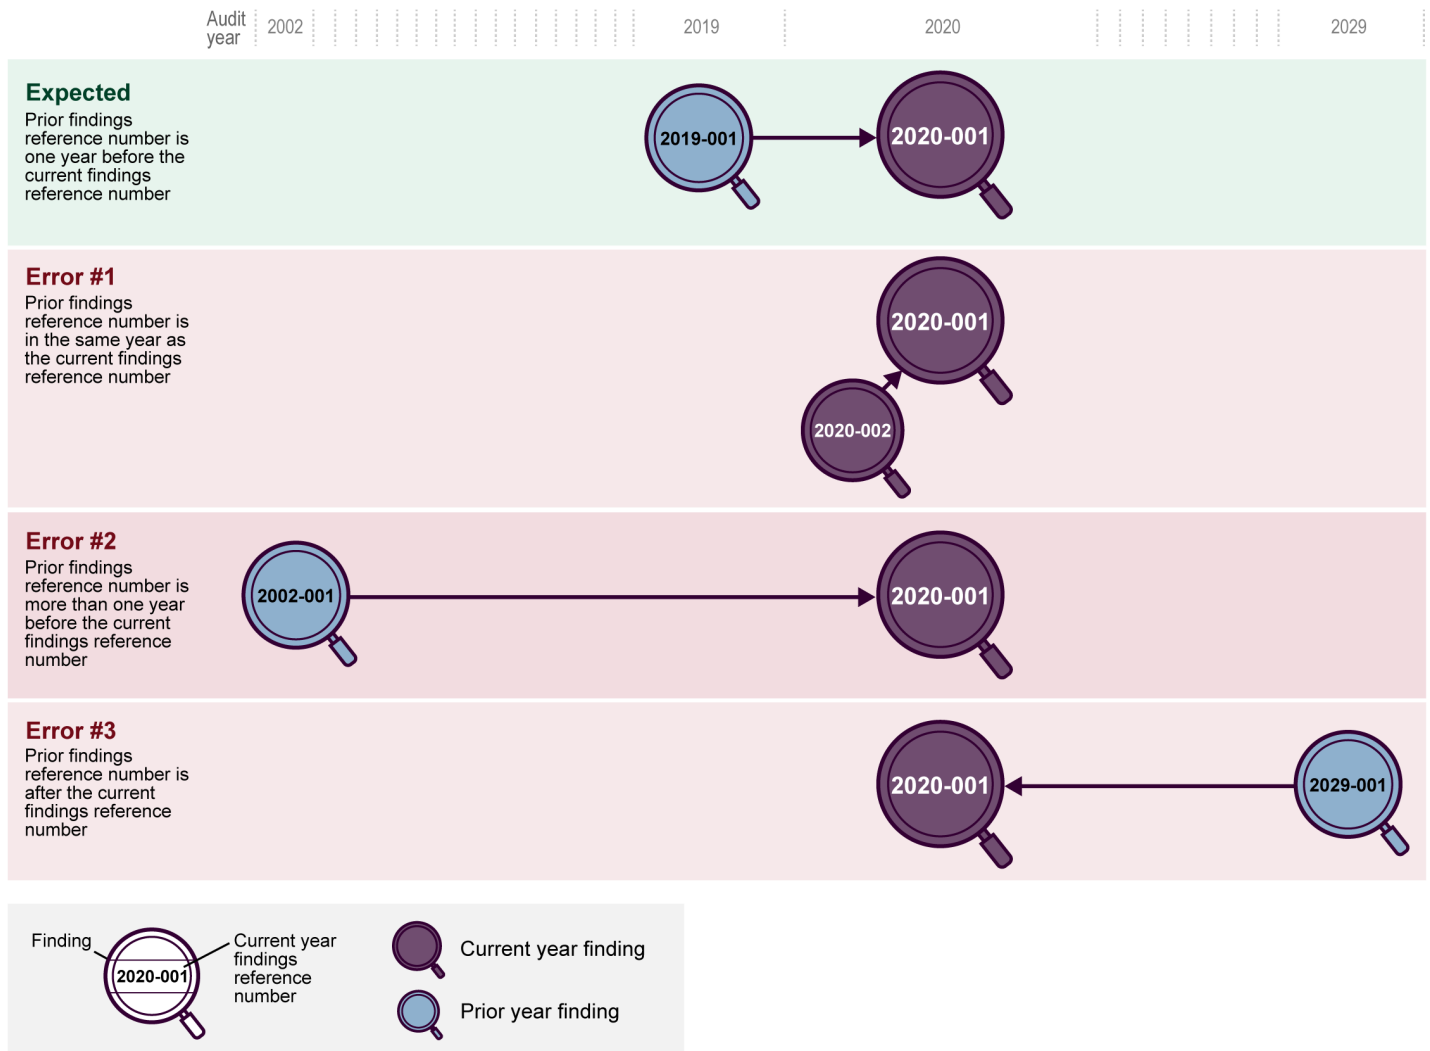 Audit
year
2002
2019
2020
2029
Expected
Prior findings
reference number is
one year before the
current findings
reference number
2019-001
2020-001
Error #1
Prior findings
reference number is
in the same year as
the current findings
reference number
2020-001
2020-002
Error #2
Prior findings
reference number is
more than one year
before the current
findings reference
number
2002-001
2020-001
Error #3
Prior findings
reference number is
after the current
findings reference
number
2020-001
2029-001
Finding
2020-001
Current year
findings
reference
number
Current year finding
Prior year finding